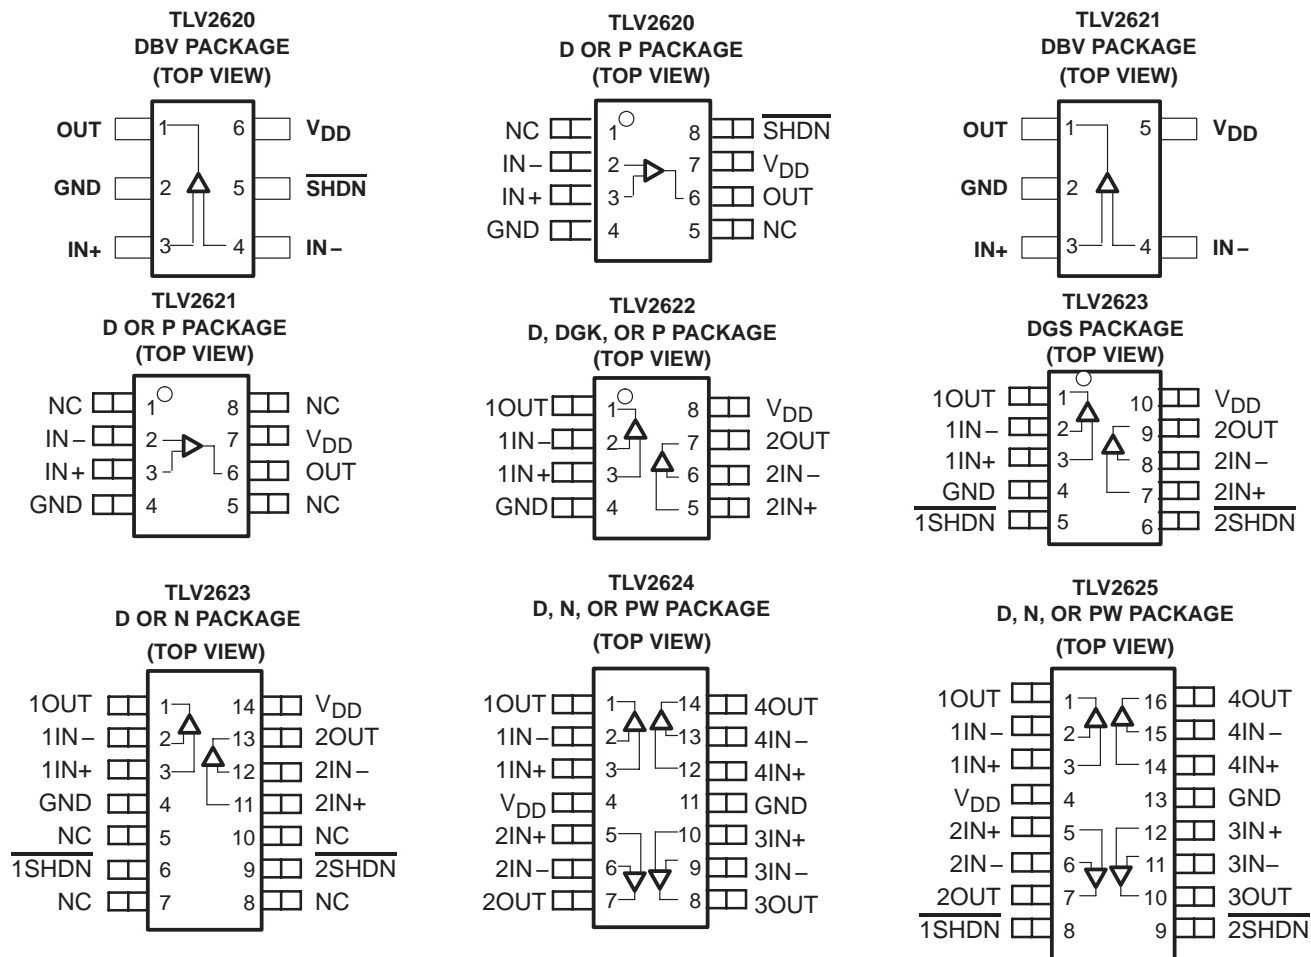 TLV2620
DBV PACKAGE
(TOP VIEW)
OUT 1 6 VDD
GND 2 5 SHDN
IN+ 3 4 IN−
TLV2620
D OR P PACKAGE
(TOP VIEW)
NC 1 8 SHDN
IN− 2 7 VDD
IN+ 3 6 OUT
GND 4 5 NC
TLV2621
DBV PACKAGE
(TOP VIEW)
OUT 1 5 VDD
GND 2
IN+ 3 4 IN−
TLV2621
D OR P PACKAGE
(TOP VIEW)
NC 1 8 NC
IN− 2 7 VDD
IN+ 3 6 OUT
GND 4 5 NC
TLV2622
D, DGK, OR P PACKAGE
(TOP VIEW)
1OUT 1 8 VDD
1IN− 2 7 2OUT
1IN+ 3 6 2IN−
GND 4 5 2IN+
TLV2623
DGS PACKAGE
(TOP VIEW)
1OUT 1 10 VDD
1IN− 2 9 2OUT
1IN+ 3 8 2IN−
GND 4 7 2IN+
1SHDN 5 6 2SHDN
TLV2623
D OR N PACKAGE
(TOP VIEW)
1OUT 1 14 VDD
1IN− 2 13 2OUT
1IN+ 3 12 2IN−
GND 4 11 2IN+
NC 5 10 NC
1SHDN 6 9 2SHDN
NC 7 8 NC
TLV2624
D, N, OR PW PACKAGE
(TOP VIEW)
1OUT 1 14 4OUT
1IN− 2 13 4IN−
1IN+ 3 12 4IN+
VDD 4 11 GND
2IN+ 5 10 3IN+
2IN− 6 9 3IN−
2OUT 7 8 3OUT
TLV2625
D, N, OR PW PACKAGE
(TOP VIEW)
1OUT 1 16 4OUT
1IN− 2 15 4IN−
1IN+ 3 14 4IN+
VDD 4 13 GND
2IN+ 5 12 3IN+
2IN− 6 11 3IN−
2OUT 7 10 3OUT
1SHDN 8 9 2SHDN